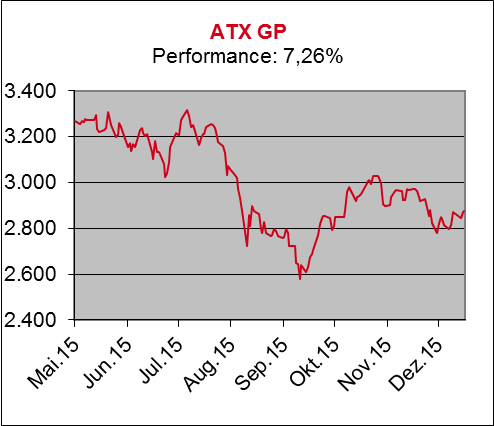 ATX GP
Performance: 7,26%
3.400
3.200
3.000
2.800
2.600
2.400
Mai.15
Jun.15
Jul.15
Aug.15
Sep.15
Okt.15
Nov.15
Dez.15